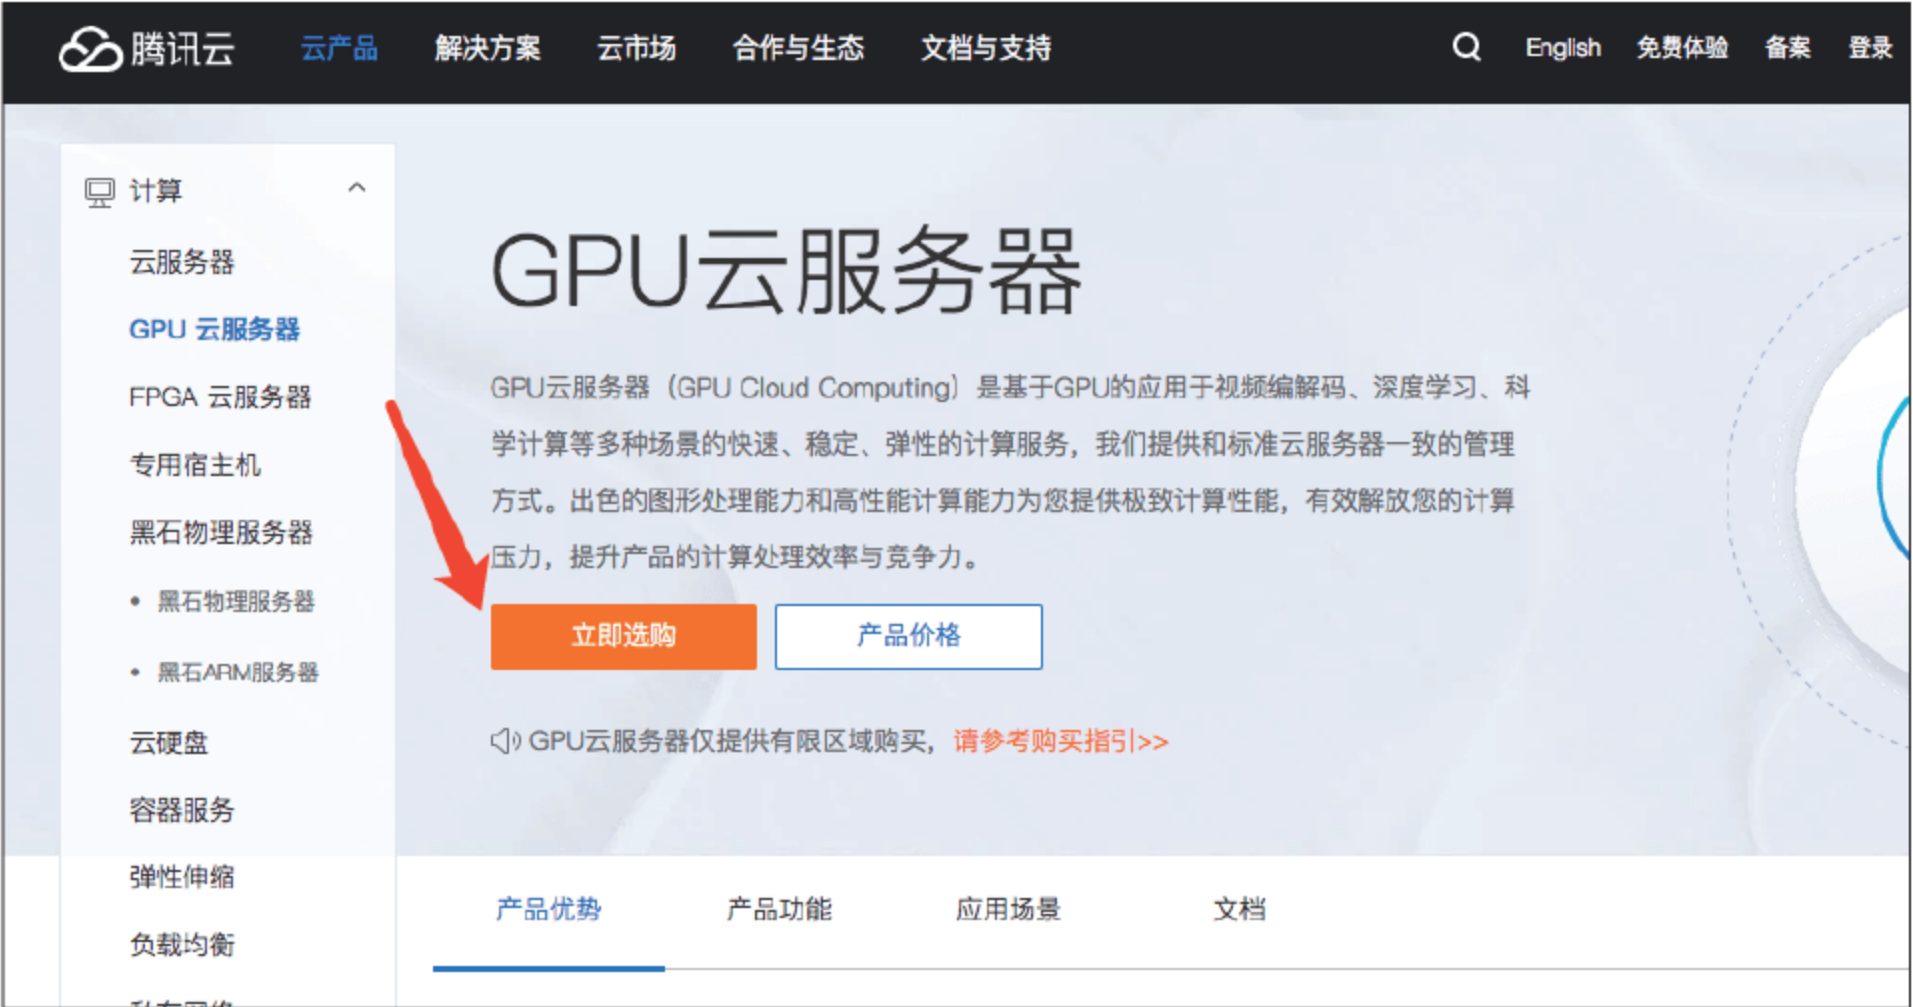 腾讯云 云产品 解决方案 云市场 合作与生态 文档与支持 English 免费体验 备案 登录
计算
云服务器
GPU 云服务器
FPGA 云服务器
专用宿主机
黑石物理服务器
• 黑石物理服务器
• 黑石ARM服务器
云硬盘
容器服务
弹性伸缩
负载均衡
GPU云服务器
GPU云服务器（GPU Cloud Computing）是基于GPU的应用于视频编解码、深度学习、科
学计算等多种场景的快速、稳定、弹性的计算服务，我们提供和标准云服务器一致的管理
方式。出色的图形处理能力和高性能计算能力为您提供极致计算性能，有效解放您的计算
压力，提升产品的计算处理效率与竞争力。
立即选购 产品价格
GPU云服务器仅提供有限区域购买，请参考购买指引>>
产品优势 产品功能 应用场景 文档